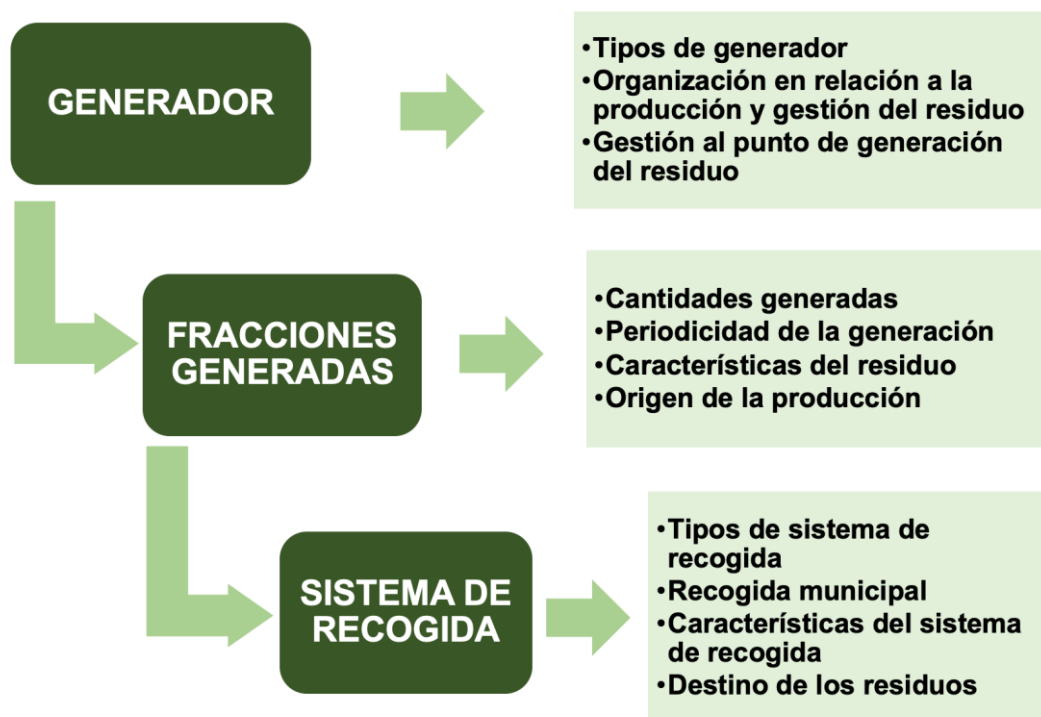 GENERADOR
•Tipos de generador
•Organización en relación a la
producción y gestión del residuo
•Gestión al punto de generación
del residuo
FRACCIONES
GENERADAS
•Cantidades generadas
•Periodicidad de la generación
•Características del residuo
•Origen de la producción
SISTEMA DE
RECOGIDA
•Tipos de sistema de
recogida
•Recogida municipal
•Características del sistema
de recogida
•Destino de los residuos